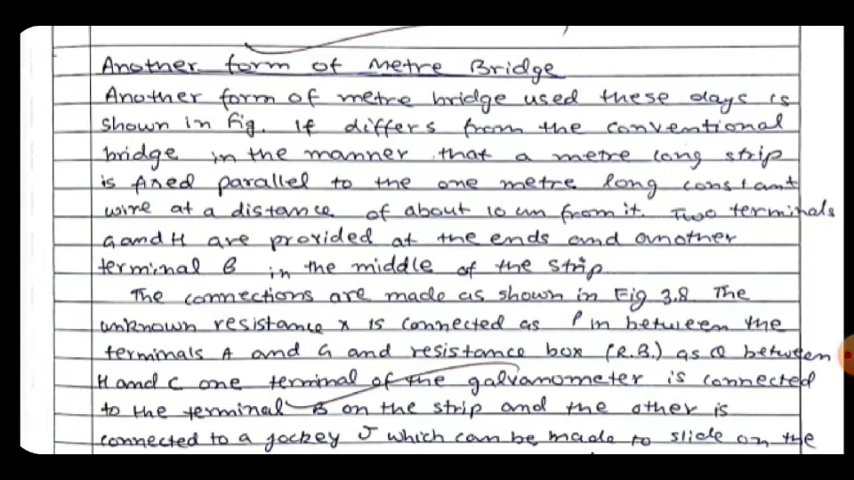 Another form of Metre Bridge
Another form of metre bridge used these days is
shown in Fig. If differs from the conventional
bridge in the manner that a metre long strip
is fixed parallel to the one metre long constant
wire at a distance of about 10 cm from it. Two terminals
G and H are provided at the ends and another
terminal B in the middle of the strip
The connections are made as shown in Fig 3.8. The
unknown resistance x is connected as P in between the
terminals A and G and resistance box (R.B.) as Q between
H and C one terminal of the galvanometer is connected
to the terminal B on the strip and the other is
connected to a jockey J which can be made to slide on the